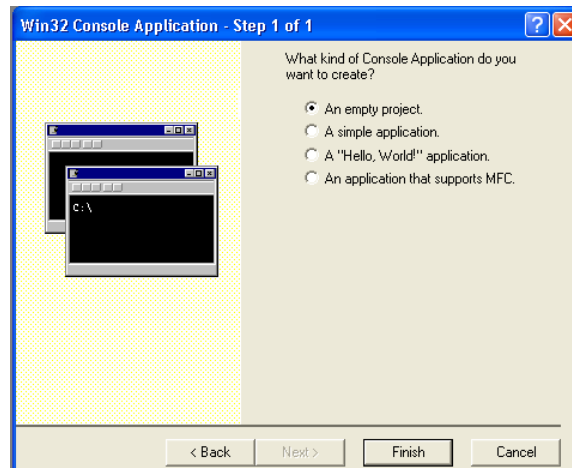 Win32 Console Application - Step 1 of 1
What kind of Console Application do you
want to create?
An empty project.
A simple application.
A "Hello, World!" application.
An application that supports MFC.
C:\
< Back
Next >
Finish
Cancel